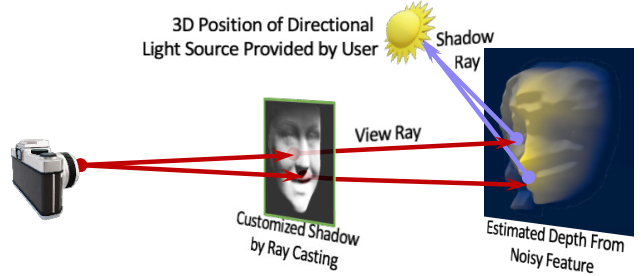 3D Position of Directional
Light Source Provided by User
Shadow
Ray
View Ray
Customized Shadow
by Ray Casting
Estimated Depth From
Noisy Feature